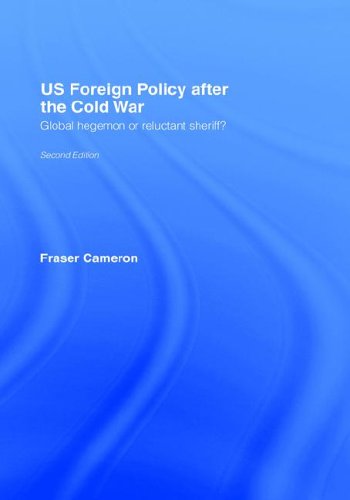 US Foreign Policy after
the Cold War
Global hegemon or reluctant sheriff?
Second Edition
Fraser Cameron